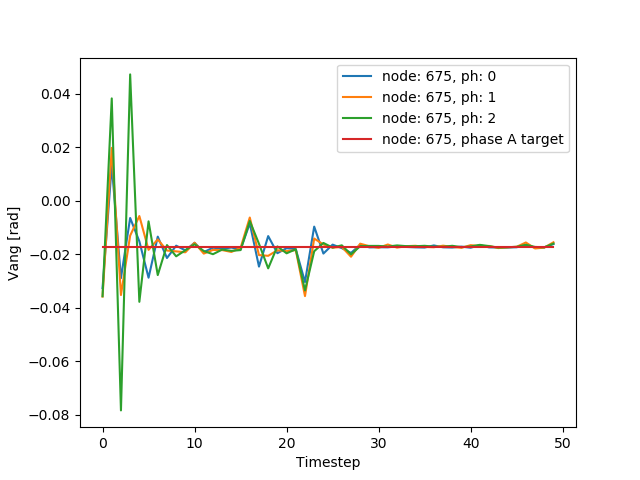 node: 675, ph: 0
node: 675, ph: 1
node: 675, ph: 2
node: 675, phase A target
0.04
0.02
0.00
−0.02
−0.04
−0.06
−0.08
Vang [rad]
0 10 20 30 40 50
Timestep